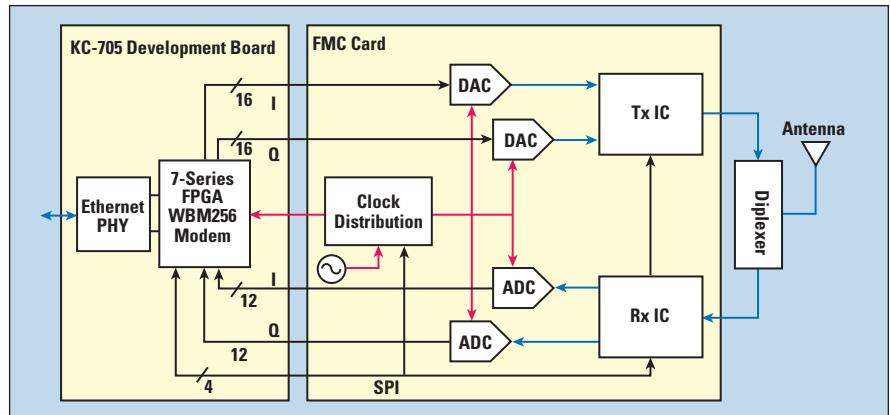 KC-705 Development Board
FMC Card
16
I
DAC
Tx IC
16
Q
DAC
Antenna
Ethernet
PHY
7-Series
FPGA
WBM256
Modem
Clock
Distribution
Diplexer
12
I
ADC
Rx IC
12
Q
ADC
4
SPI